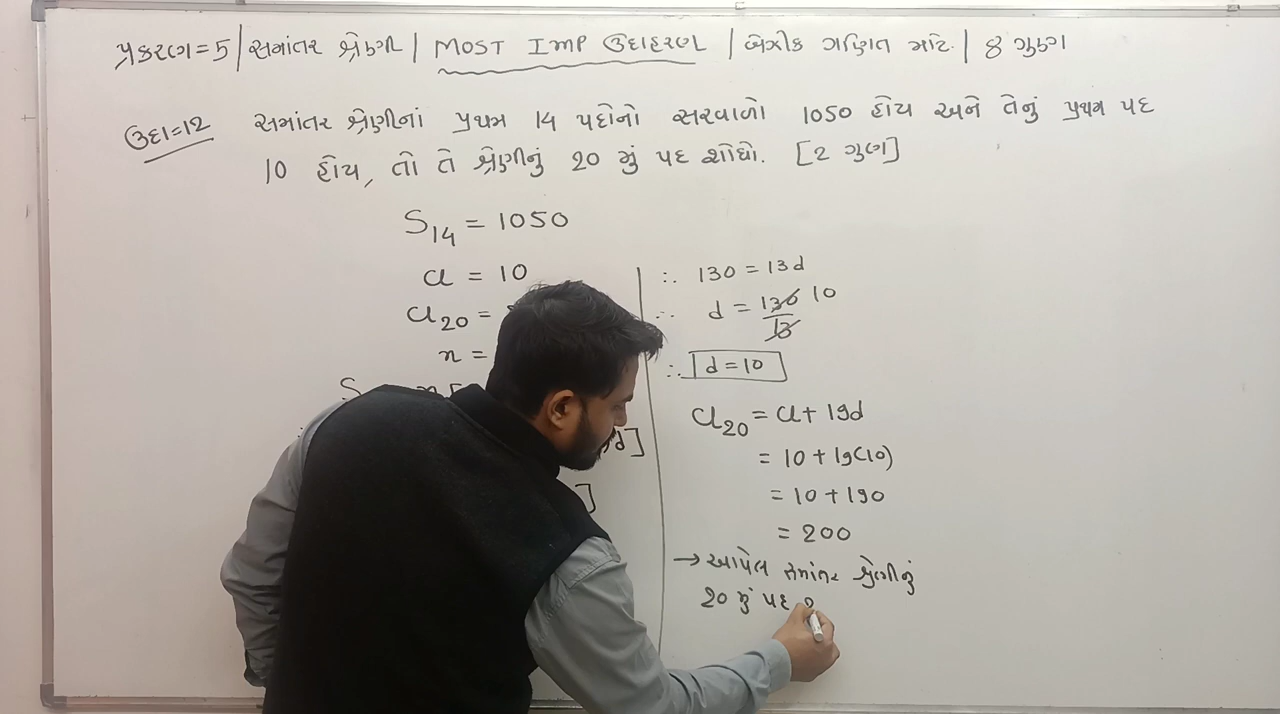 પ્રકરણ = 5 | સમાંતર શ્રેણી | MOST IMP ઉદાહરણ | બેઝીક ગણિત માટે | 8 ગુણ
ઉદા = 12 સમાંતર શ્રેણીનાં પ્રથમ 14 પદોનો સરવાળો 1050 હોય અને તેનું પ્રથમ પદ
10 હોય, તો તે શ્રેણીનું 20 મું પદ શોધો. [2 ગુણ]
S₁₄ = 1050
a = 10
a₂₀ =
n =
S
d]
]
∴ 130 = 13d
∴ d = 130/13 10
∴ d = 10
a₂₀ = a + 19d
= 10 + 19(10)
= 10 + 190
= 200
→ આપેલ સમાંતર શ્રેણીનું
20 મું પદ